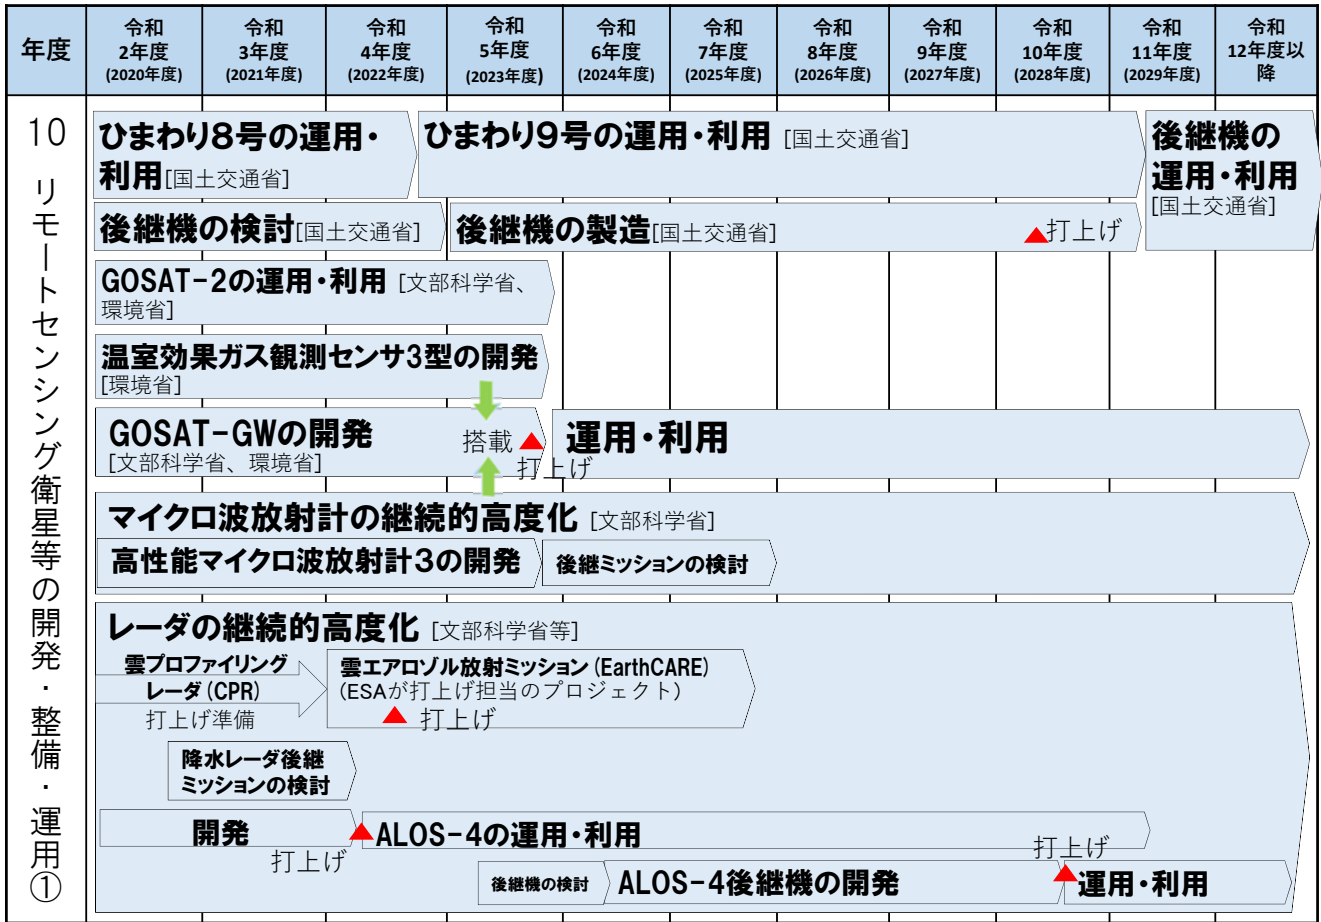 年度
令和
2年度
(2020年度)
令和
3年度
(2021年度)
令和
4年度
(2022年度)
令和
5年度
(2023年度)
令和
6年度
(2024年度)
令和
7年度
(2025年度)
令和
8年度
(2026年度)
令和
9年度
(2027年度)
令和
10年度
(2028年度)
令和
11年度
(2029年度)
令和
12年度以
降
10 リモートセンシング衛星等の開発・整備・運用①
ひまわり8号の運用・
利用[国土交通省]
ひまわり9号の運用・利用 [国土交通省]
後継機の
運用・利用
[国土交通省]
後継機の検討[国土交通省]
後継機の製造[国土交通省]
打上げ
GOSAT-2の運用・利用 [文部科学省、
環境省]
温室効果ガス観測センサ3型の開発
[環境省]
GOSAT-GWの開発
[文部科学省、環境省]
搭載
打上げ
運用・利用
マイクロ波放射計の継続的高度化 [文部科学省]
高性能マイクロ波放射計3の開発
後継ミッションの検討
レーダの継続的高度化 [文部科学省等]
雲プロファイリング
レーダ(CPR)
打上げ準備
雲エアロゾル放射ミッション(EarthCARE)
(ESAが打上げ担当のプロジェクト)
打上げ
降水レーダ後継
ミッションの検討
開発
打上げ
ALOS-4の運用・利用
打上げ
後継機の検討
ALOS-4後継機の開発
運用・利用